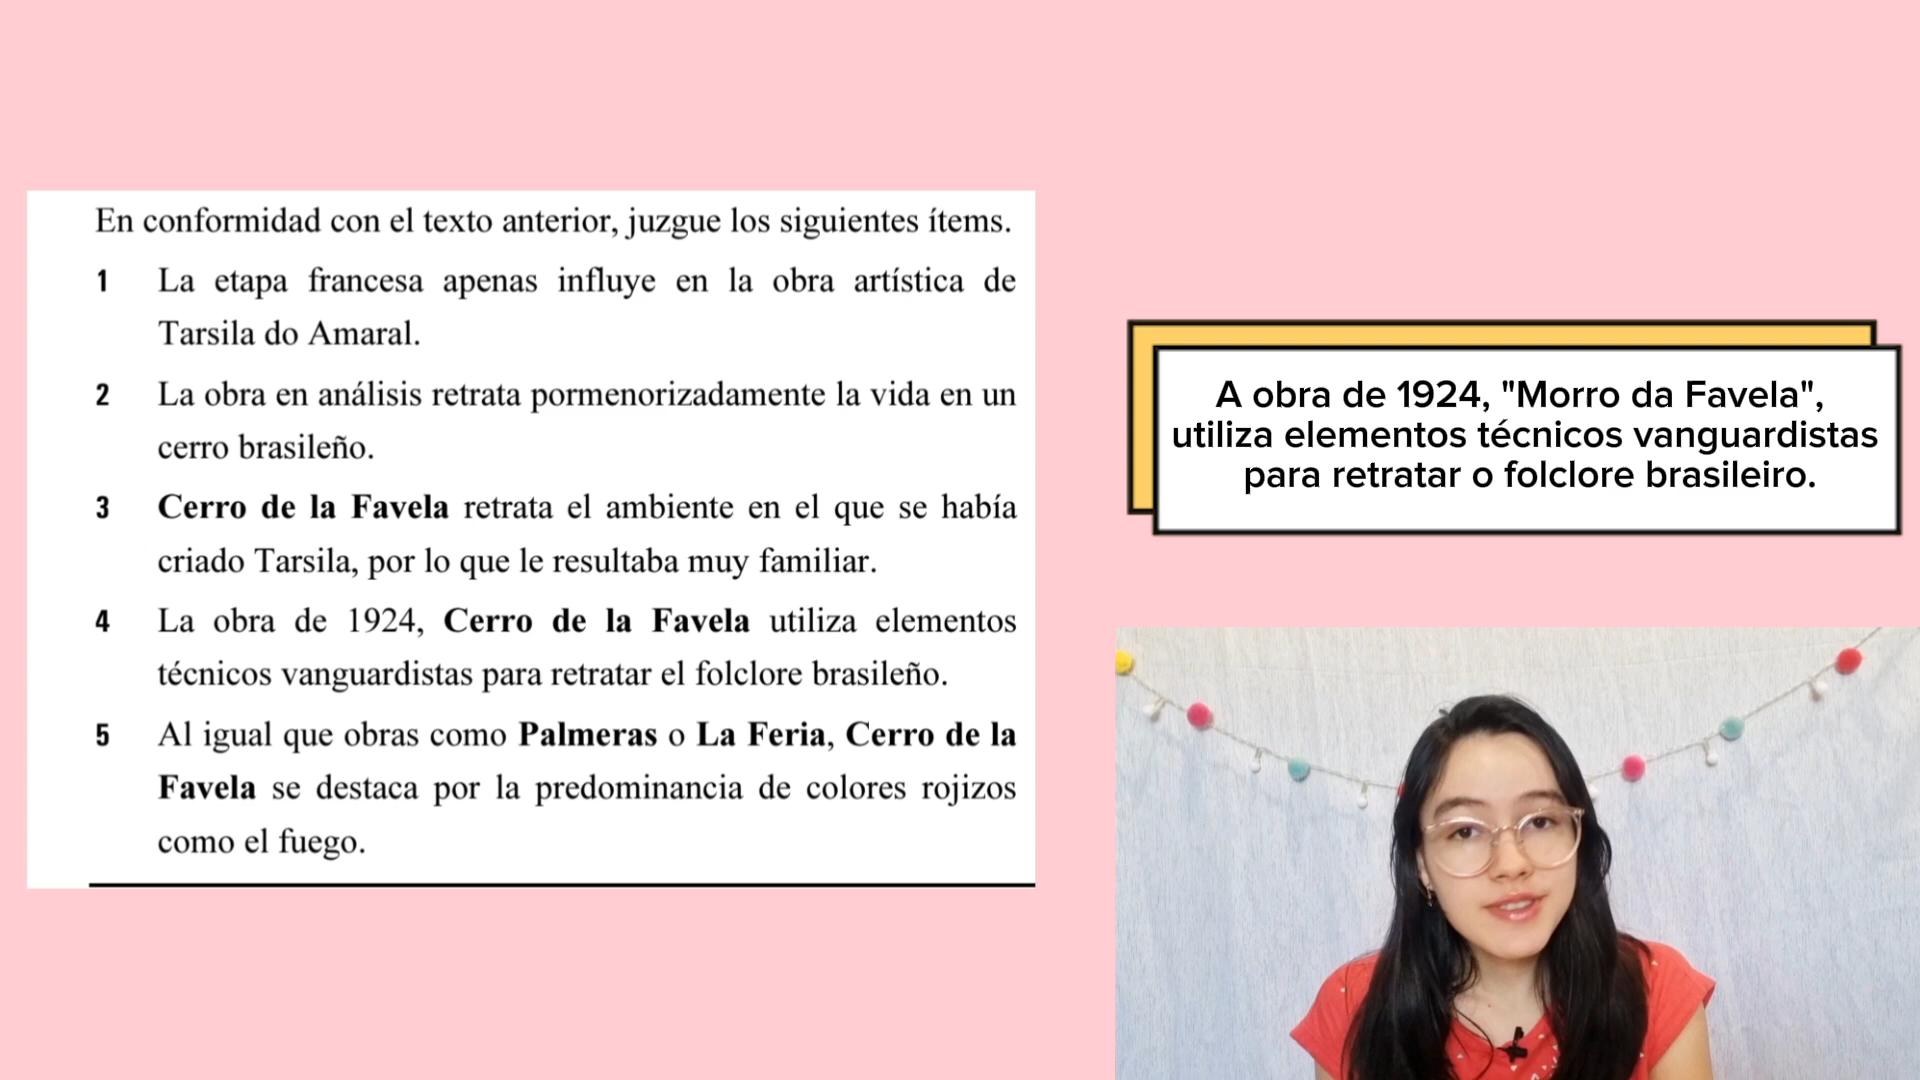 En conformidad con el texto anterior, juzgue los siguientes ítems.
1 La etapa francesa apenas influye en la obra artística de
Tarsila do Amaral.
2 La obra en análisis retrata pormenorizadamente la vida en un
cerro brasileño.
3 Cerro de la Favela retrata el ambiente en el que se había
criado Tarsila, por lo que le resultaba muy familiar.
4 La obra de 1924, Cerro de la Favela utiliza elementos
técnicos vanguardistas para retratar el folclore brasileño.
5 Al igual que obras como Palmeras o La Feria, Cerro de la
Favela se destaca por la predominancia de colores rojizos
como el fuego.
A obra de 1924, "Morro da Favela",
utiliza elementos técnicos vanguardistas
para retratar o folclore brasileiro.